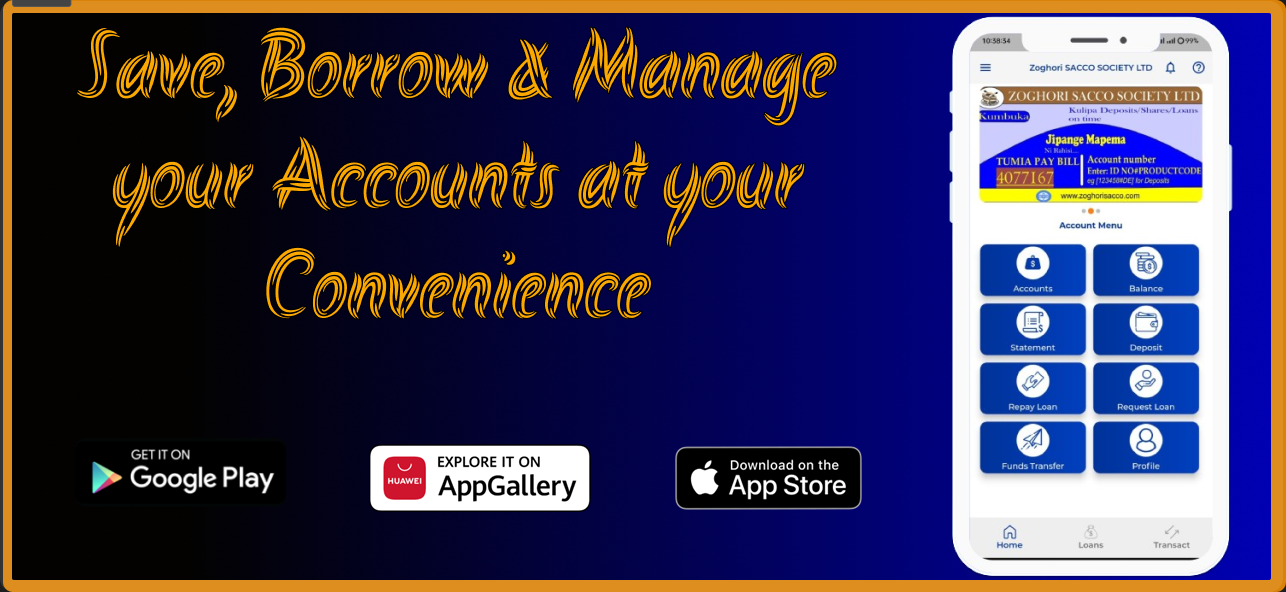 Save, Borrow & Manage
your Accounts at your
Convenience
GET IT ON
Google Play
HUAWEI
EXPLORE IT ON
AppGallery
Download on the
App Store
10:38:34
99%
Zoghori SACCO SOCIETY LTD
ZOGHORI SACCO SOCIETY LTD
Kumbuka
Kulipa Deposits/Shares/Loans
on time
Jipange Mapema
Ni Rahisi...
TUMIA PAY BILL
4077167
Account number
Enter: ID NO#PRODUCTCODE
eg [123458#DE] for Deposits
www.zoghorisacco.com
Account Menu
Accounts
Balance
Statement
Deposit
Repay Loan
Request Loan
Funds Transfer
Profile
Home
Loans
Transact